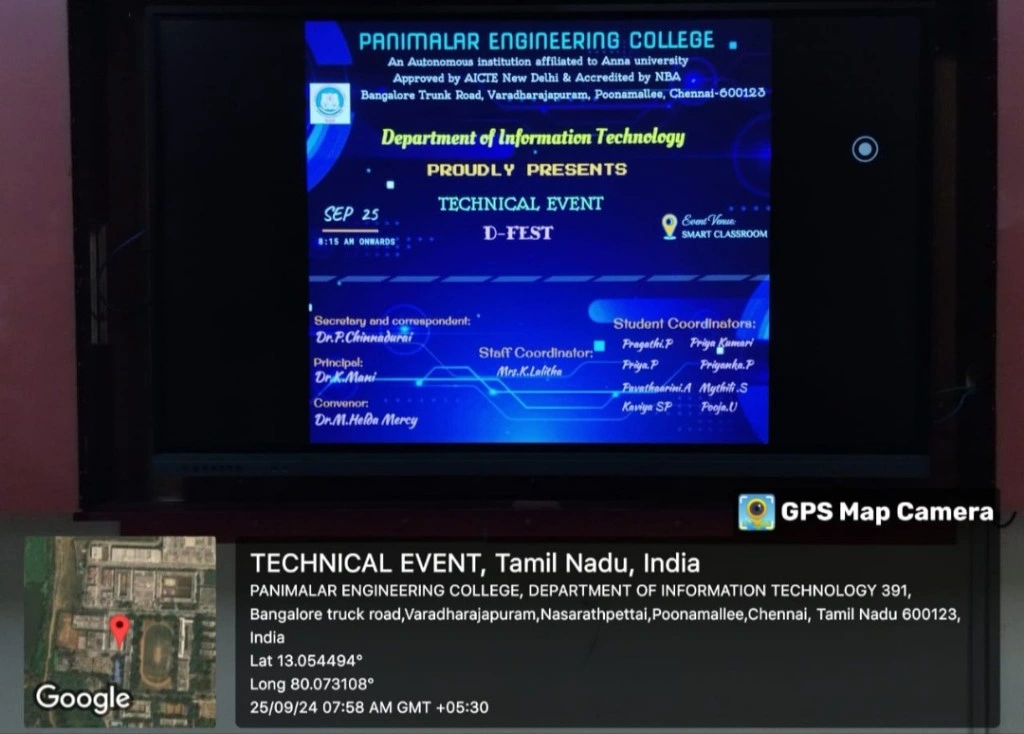 PANIMALAR ENGINEERING COLLEGE
An Autonomous institution affiliated to Anna university
Approved by AICTE New Delhi & Accredited by NBA
Bangalore Trunk Road, Varadharajapuram, Poonamallee, Chennai-600123
Department of Information Technology
PROUDLY PRESENTS
TECHNICAL EVENT
D-FEST
SEP 25
8:15 AM ONWARDS
Event Venue:
SMART CLASSROOM
Secretary and correspondent:
Dr.P.Chinnadurai
Principal:
Dr.K.Mani
Convenor:
Dr.M.Helda Mercy
Staff Coordinator:
Mrs.K.Lalitha
Student Coordinators:
Pragathi.P Priya Kumari
Priya.P Priyanka.P
Pavathaarini.A Mythili.S
Kaviya SP Pooja.U
GPS Map Camera
TECHNICAL EVENT, Tamil Nadu, India
PANIMALAR ENGINEERING COLLEGE, DEPARTMENT OF INFORMATION TECHNOLOGY 391,
Bangalore truck road,Varadharajapuram,Nasarathpettai,Poonamallee,Chennai, Tamil Nadu 600123,
India
Lat 13.054494°
Long 80.073108°
25/09/24 07:58 AM GMT +05:30
Google